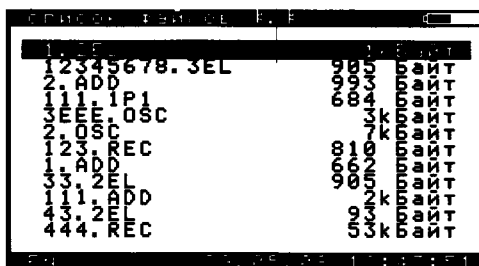 12345678.3EL 905 Байт
2.ADD 993 Байт
111.1P1 684 Байт
3EEE.OSC 3kБайт
2.OSC 7kБайт
123.REC 810 Байт
1.ADD 662 Байт
33.2EL 905 Байт
111.ADD 2kБайт
43.2EL 93 Байт
444.REC 53kБайт